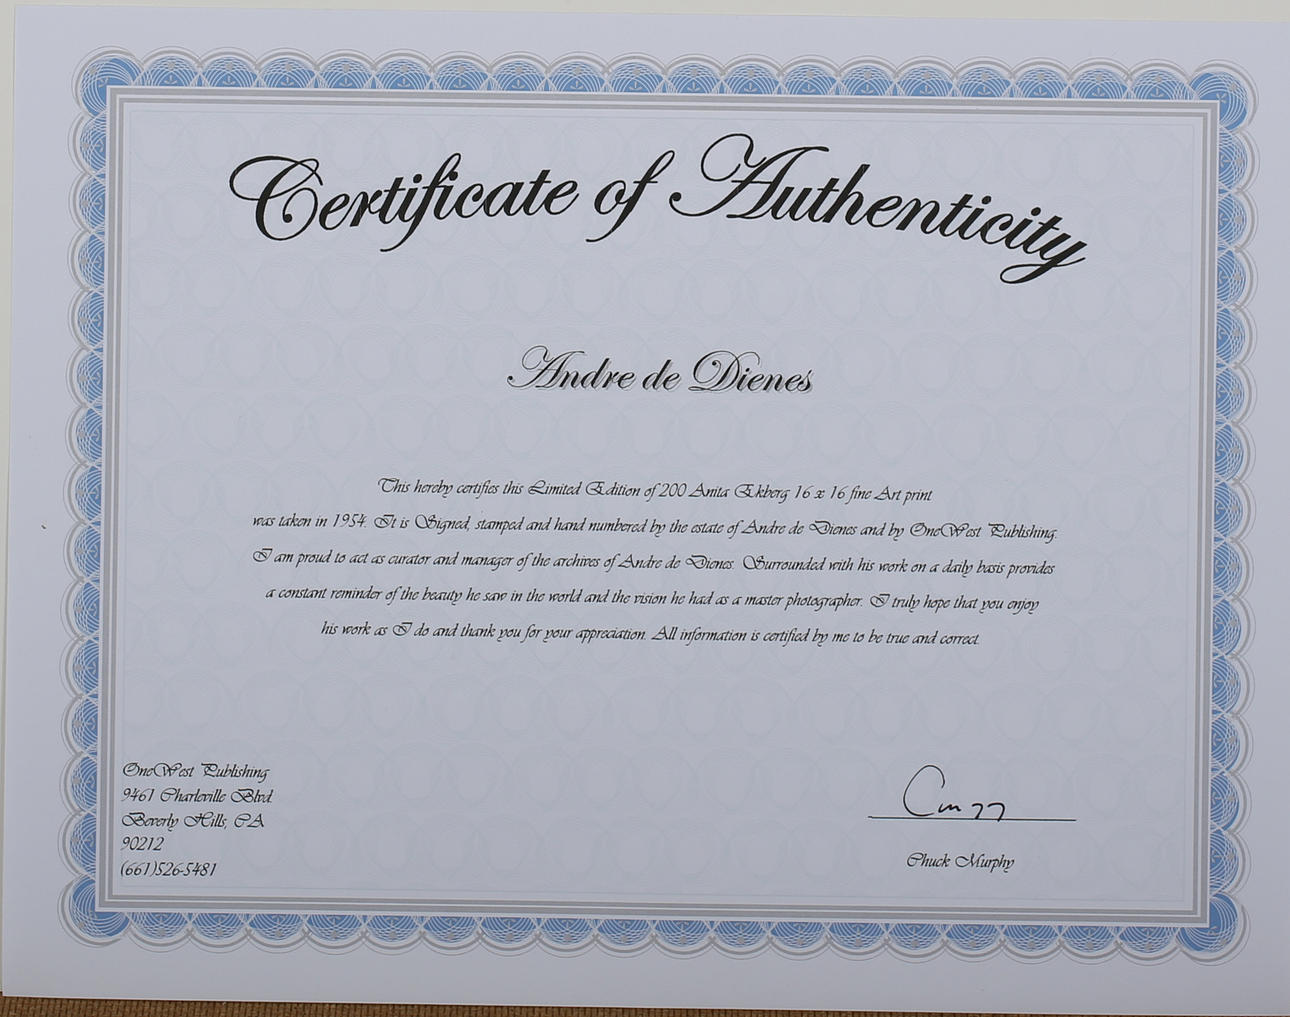 Certificate of Authenticity
Andre de Dienes
This hereby certifies this Limited Edition of 200 Anita Ekberg 16 x 16 fine Art print
was taken in 1954. It is Signed, stamped and hand numbered by the estate of Andre de Dienes and by OneWest Publishing.
I am proud to act as curator and manager of the archives of Andre de Dienes. Surrounded with his work on a daily basis provides
a constant reminder of the beauty he saw in the world and the vision he had as a master photographer. I truly hope that you enjoy
his work as I do and thank you for your appreciation. All information is certified by me to be true and correct.
OneWest Publishing
9461 Charleville Blvd.
Beverly Hills, CA
90212
(661)526-5481
Chuck Murphy